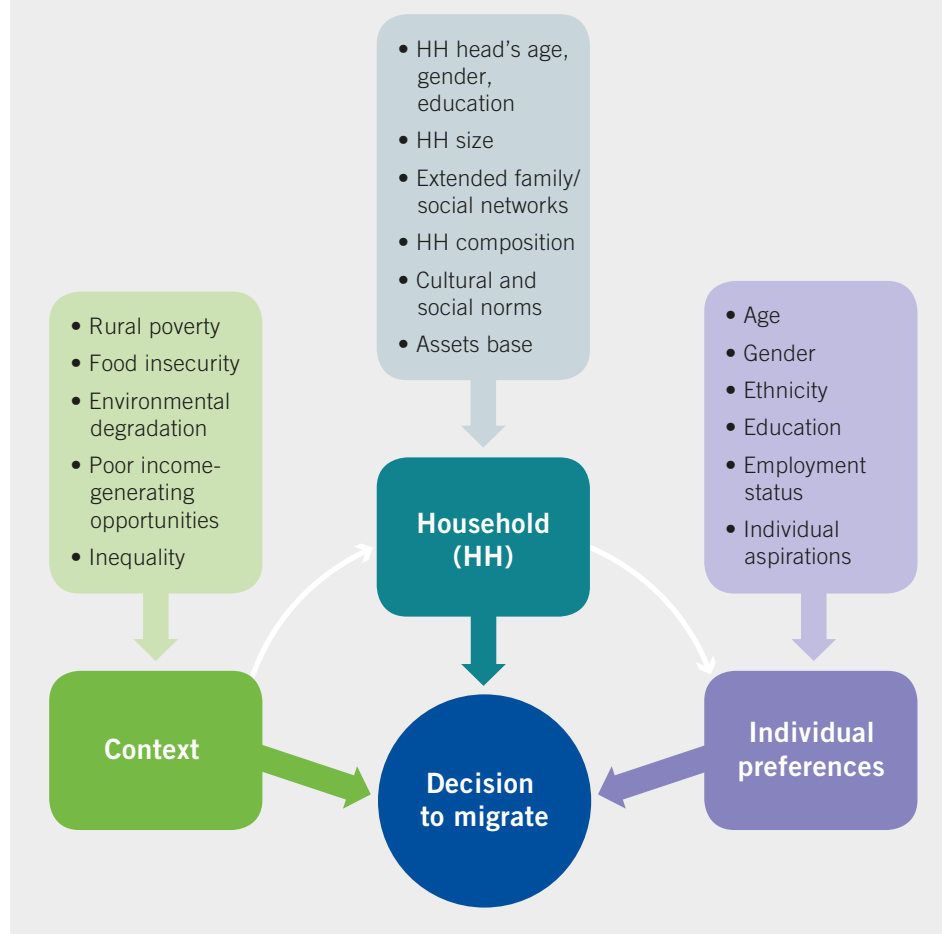 • HH head’s age,
gender,
education
• HH size
• Extended family/
social networks
• HH composition
• Cultural and
social norms
• Assets base
• Rural poverty
• Food insecurity
• Environmental
degradation
• Poor income-
generating
opportunities
• Inequality
• Age
• Gender
• Ethnicity
• Education
• Employment
status
• Individual
aspirations
Household
(HH)
Context
Decision
to migrate
Individual
preferences